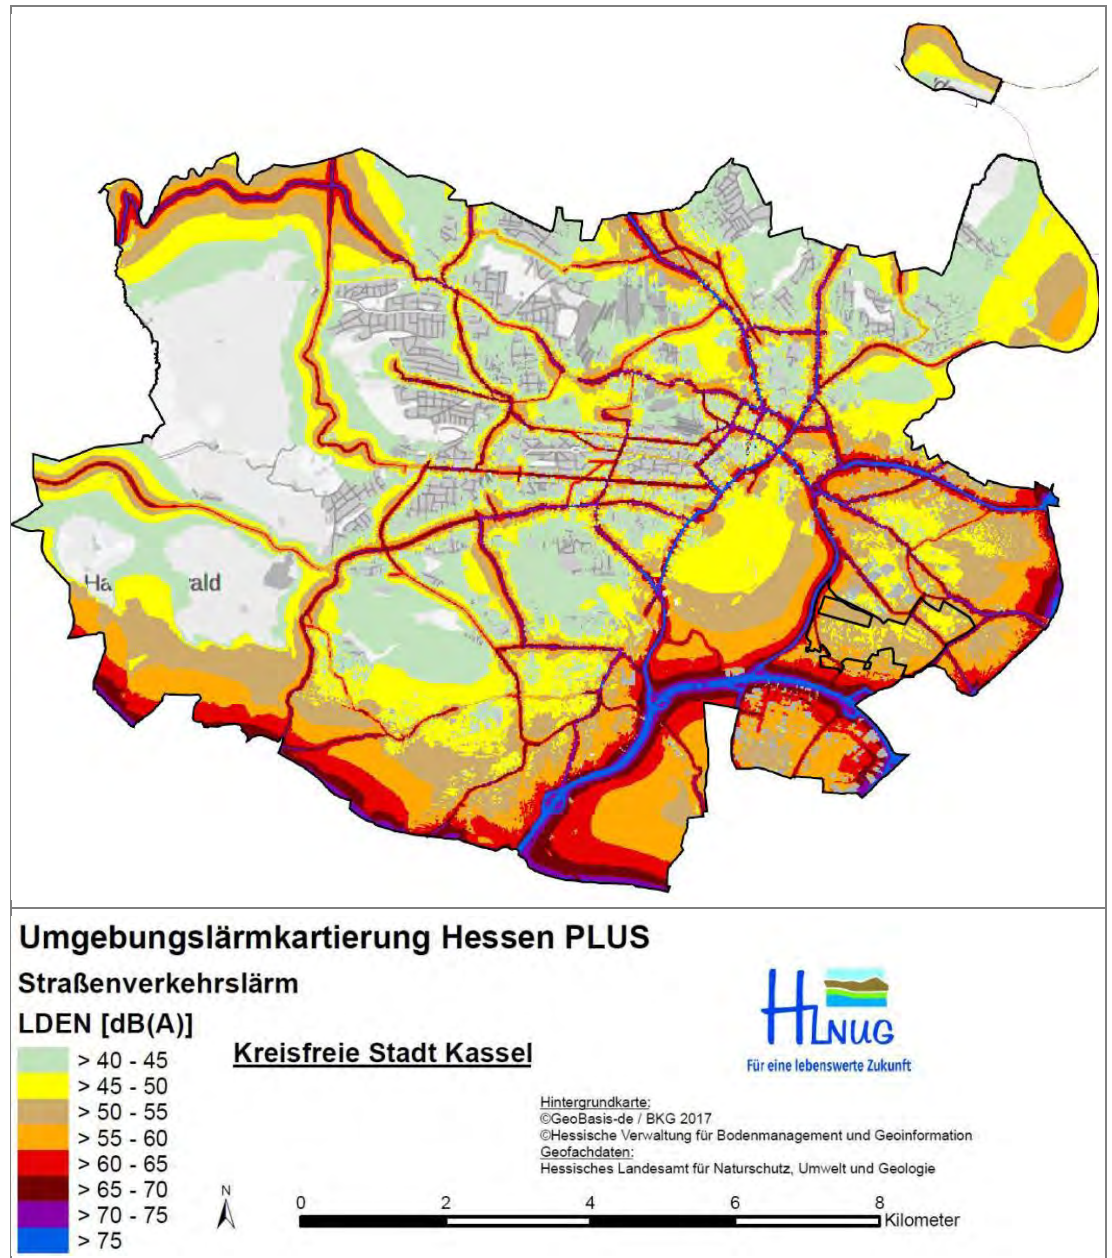 Ha
ald
Umgebungslärmkartierung Hessen PLUS
Straßenverkehrslärm
LDEN [dB(A)]
> 40 - 45
> 45 - 50
> 50 - 55
> 55 - 60
> 60 - 65
> 65 - 70
> 70 - 75
> 75
Kreisfreie Stadt Kassel
HLNUG
Für eine lebenswerte Zukunft
Hintergrundkarte:
©GeoBasis-de / BKG 2017
©Hessische Verwaltung für Bodenmanagement und Geoinformation
Geofachdaten:
Hessisches Landesamt für Naturschutz, Umwelt und Geologie
N
0 2 4 6 8
Kilometer